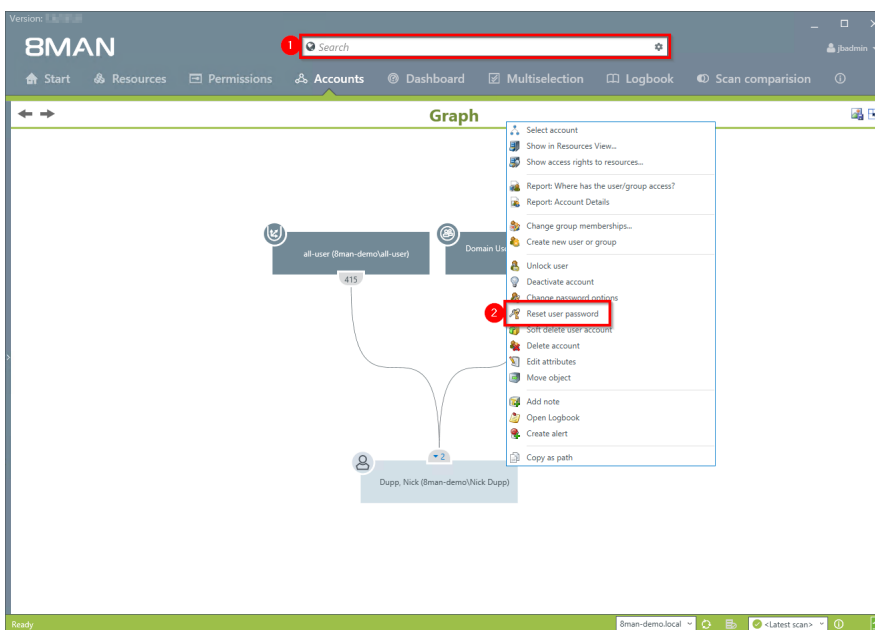 Version:
8MAN
1
Search
jbadmin
Start
Resources
Permissions
Accounts
Dashboard
Multiselection
Logbook
Scan comparision
Graph
Select account
Show in Resources View...
Show access rights to resources...
Report: Where has the user/group access?
Report: Account Details
Change group memberships...
Create new user or group
Unlock user
Deactivate account
Change password options
2
Reset user password
Soft delete user account
Delete account
Edit attributes
Move object
Add note
Open Logbook
Create alert
Copy as path
all-user (8man-demo\all-user)
415
Domain
2
Dupp, Nick (8man-demo\Nick Dupp)
Ready
8man-demo.local
<Latest scan>